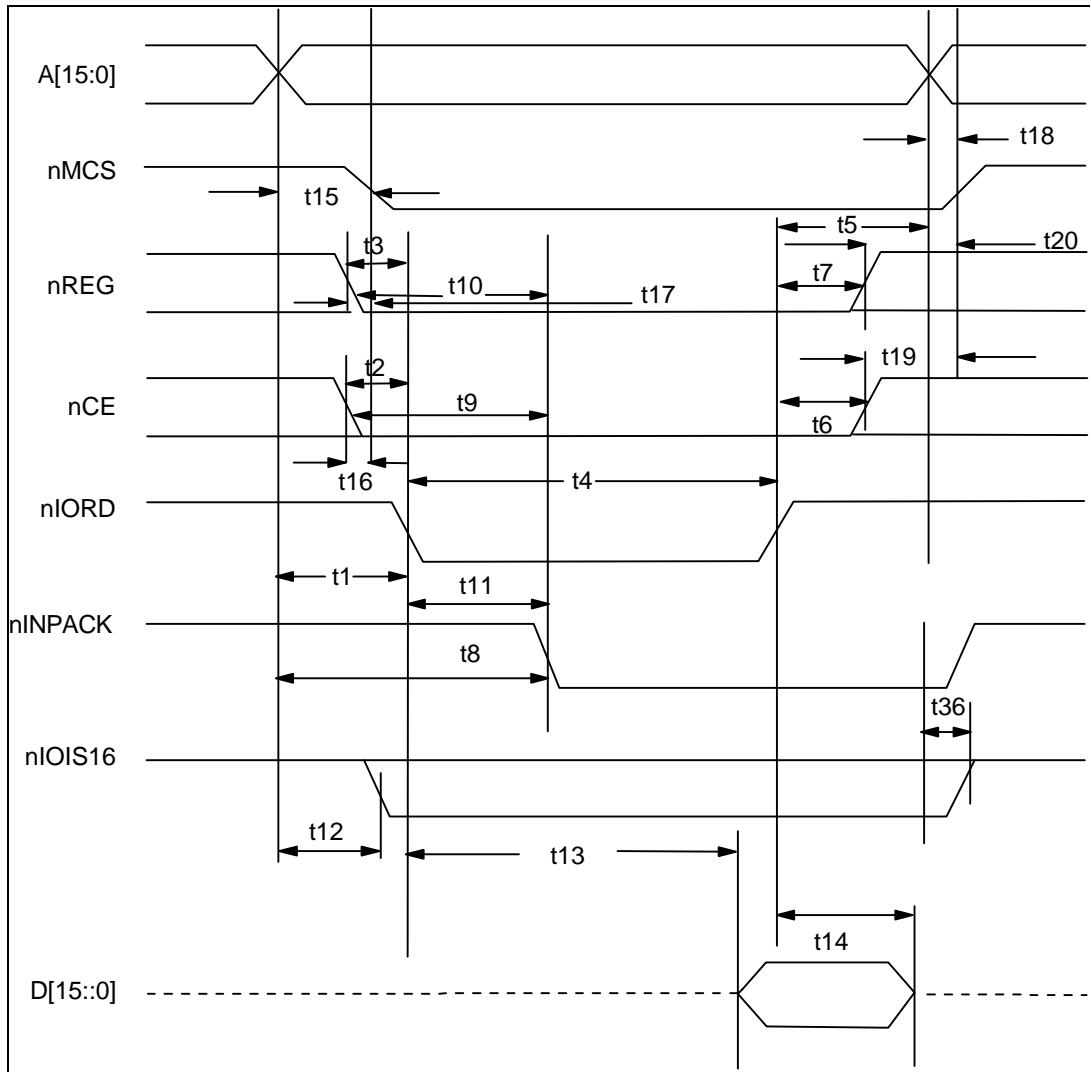 A[15:0]
t18
nMCS
t15
t5
t3
t20
nREG
t10
t7
t17
t2
t19
nCE
t9
t6
t16
t4
nIORD
t1
t11
nINPACK
t8
t36
nIOIS16
t12
t13
t14
D[15::0]